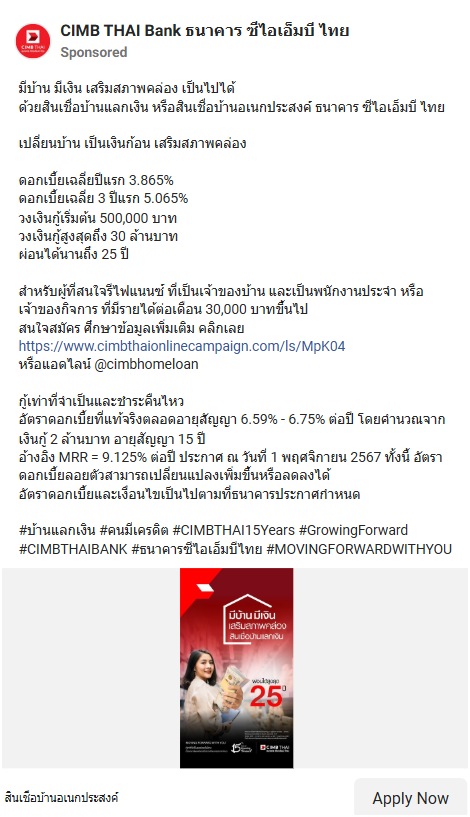 CIMB THAI Bank ธนาคาร ซีไอเอ็มบี ไทย
Sponsored
มีบ้าน มีเงิน เสริมสภาพคล่อง เป็นไปได้
ด้วยสินเชื่อบ้านแลกเงิน หรือสินเชื่อบ้านอเนกประสงค์ ธนาคาร ซีไอเอ็มบี ไทย
เปลี่ยนบ้าน เป็นเงินก้อน เสริมสภาพคล่อง
ดอกเบี้ยเฉลี่ยปีแรก 3.865%
ดอกเบี้ยเฉลี่ย 3 ปีแรก 5.065%
วงเงินกู้เริ่มต้น 500,000 บาท
วงเงินกู้สูงสุดถึง 30 ล้านบาท
ผ่อนได้นานถึง 25 ปี
สำหรับผู้ที่สนใจรีไฟแนนซ์ ที่เป็นเจ้าของบ้าน และเป็นพนักงานประจำ หรือ
เจ้าของกิจการ ที่มีรายได้ต่อเดือน 30,000 บาทขึ้นไป
สนใจสมัคร ศึกษาข้อมูลเพิ่มเติม คลิกเลย
https://www.cimbthaionlinecampaign.com/ls/MpK04
หรือแอดไลน์ @cimbhomeloan
กู้เท่าที่จำเป็นและชำระคืนไหว
อัตราดอกเบี้ยที่แท้จริงตลอดอายุสัญญา 6.59% - 6.75% ต่อปี โดยคำนวณจาก
เงินกู้ 2 ล้านบาท อายุสัญญา 15 ปี
อ้างอิง MRR = 9.125% ต่อปี ประกาศ ณ วันที่ 1 พฤศจิกายน 2567 ทั้งนี้ อัตรา
ดอกเบี้ยลอยตัวสามารถเปลี่ยนแปลงเพิ่มขึ้นหรือลดลงได้
อัตราดอกเบี้ยและเงื่อนไขเป็นไปตามที่ธนาคารประกาศกำหนด
#บ้านแลกเงิน #คนมีเครดิต #CIMBTHAI15Years #GrowingForward
#CIMBTHAIBANK #ธนาคารซีไอเอ็มบีไทย #MOVINGFORWARDWITHYOU
มีบ้าน มีเงิน
เสริมสภาพคล่อง
สินเชื่อบ้านแลกเงิน
ผ่อนได้สูงสุด
25 ปี
CIMB THAI
สินเชื่อบ้านอเนกประสงค์
Apply Now